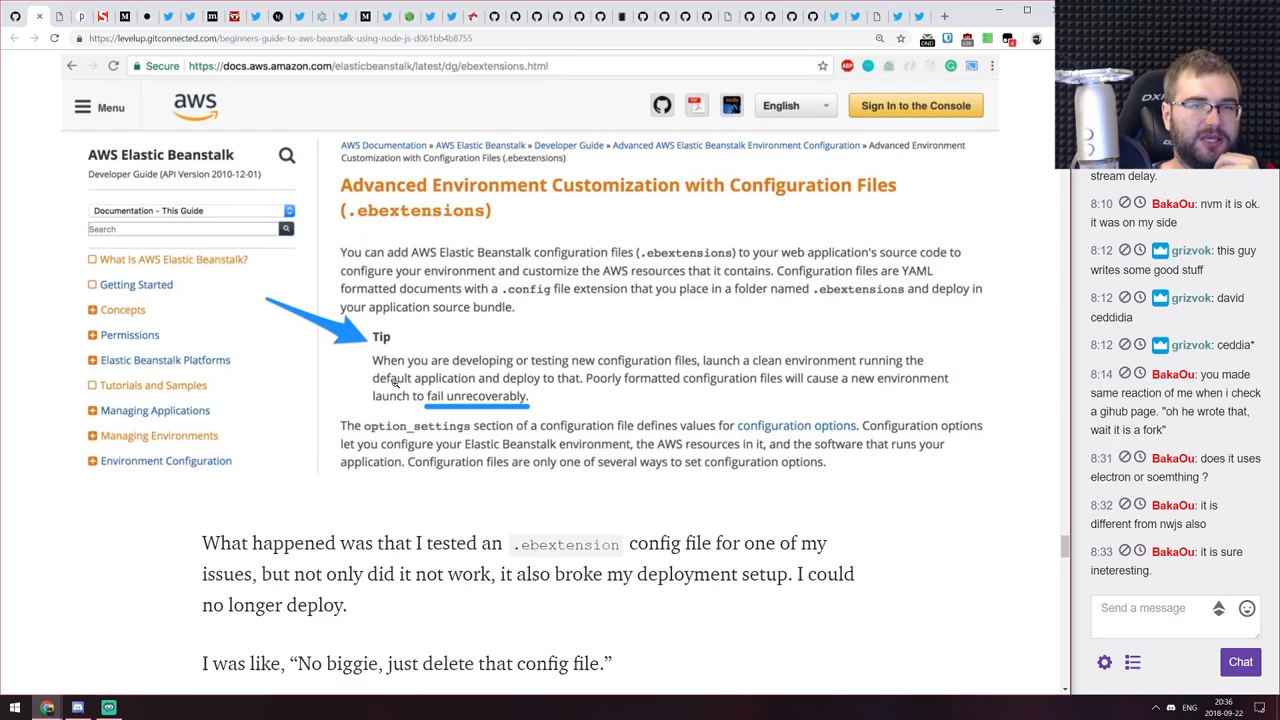 https://levelup.gitconnected.com/beginners-guide-to-aws-beanstalk-using-node-js-d061bb4b8755
Secure
https://docs.aws.amazon.com/elasticbeanstalk/latest/dg/ebextensions.html
Menu
aws
English
Sign In to the Console
AWS Elastic Beanstalk
Developer Guide (API Version 2010-12-01)
Documentation - This Guide
Search
What Is AWS Elastic Beanstalk?
Getting Started
Concepts
Permissions
Elastic Beanstalk Platforms
Tutorials and Samples
Managing Applications
Managing Environments
Environment Configuration
AWS Documentation » AWS Elastic Beanstalk » Developer Guide » Advanced AWS Elastic Beanstalk Environment Configuration » Advanced Environment
Customization with Configuration Files (.ebextensions)
Advanced Environment Customization with Configuration Files
(.ebextensions)
You can add AWS Elastic Beanstalk configuration files (.ebextensions) to your web application's source code to
configure your environment and customize the AWS resources that it contains. Configuration files are YAML
formatted documents with a .config file extension that you place in a folder named .ebextensions and deploy in
your application source bundle.
Tip
When you are developing or testing new configuration files, launch a clean environment running the
default application and deploy to that. Poorly formatted configuration files will cause a new environment
launch to fail unrecoverably.
The option_settings section of a configuration file defines values for configuration options. Configuration options
let you configure your Elastic Beanstalk environment, the AWS resources in it, and the software that runs your
application. Configuration files are only one of several ways to set configuration options.
What happened was that I tested an .ebextension config file for one of my
issues, but not only did it not work, it also broke my deployment setup. I could
no longer deploy.
I was like, “No biggie, just delete that config file.”
stream delay.
8:10 BakaOu: nvm it is ok.
it was on my side
8:12 grizvok: this guy
writes some good stuff
8:12 grizvok: david
ceddidia
8:12 grizvok: ceddia*
8:14 BakaOu: you made
same reaction of me when i check
a gihub page. "oh he wrote that,
wait it is a fork"
8:31 BakaOu: does it uses
electron or soemthing ?
8:32 BakaOu: it is
different from nwjs also
8:33 BakaOu: it is sure
ineteresting.
Send a message
Chat
ENG
20:36
2018-09-22